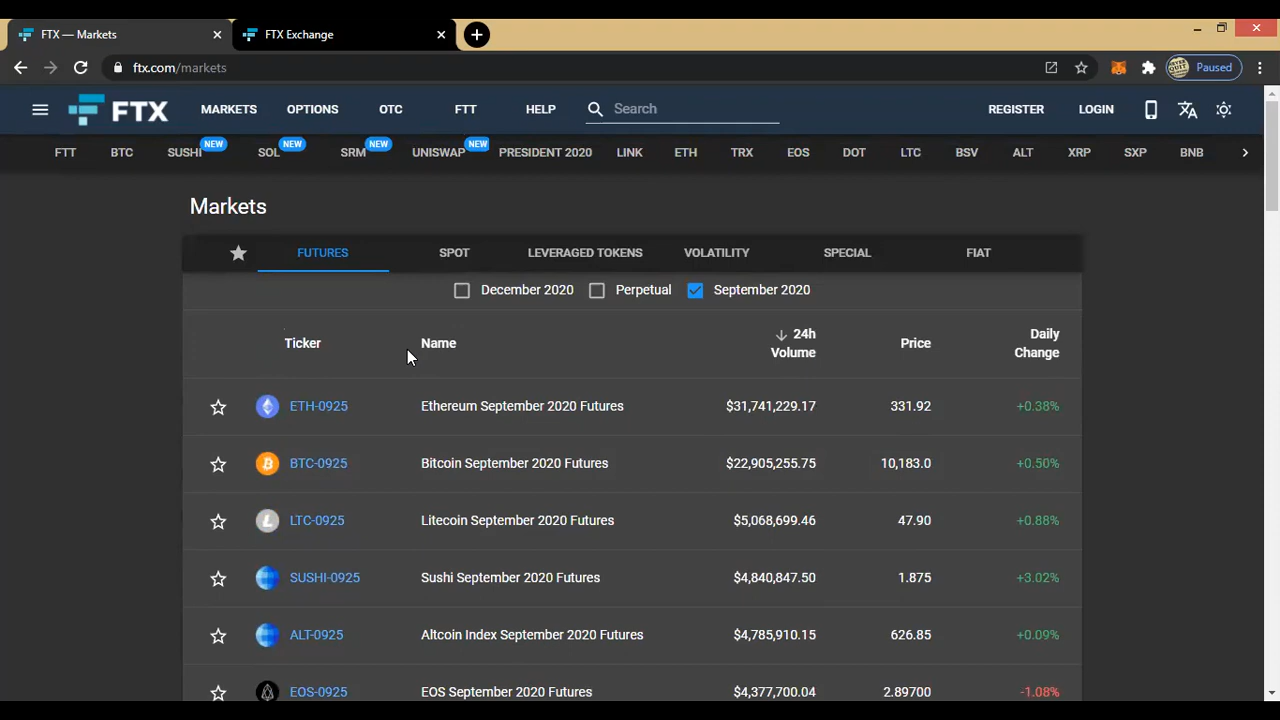 FTX — Markets
FTX Exchange
ftx.com/markets
Paused
FTX MARKETS OPTIONS OTC FTT HELP Search REGISTER LOGIN
NEW NEW NEW NEW
FTT BTC SUSHI SOL SRM UNISWAP PRESIDENT 2020 LINK ETH TRX EOS DOT LTC BSV ALT XRP SXP BNB
Markets
FUTURES SPOT LEVERAGED TOKENS VOLATILITY SPECIAL FIAT
December 2020 Perpetual September 2020
Ticker Name 24h Volume Price Daily Change
ETH-0925 Ethereum September 2020 Futures $31,741,229.17 331.92 +0.38%
BTC-0925 Bitcoin September 2020 Futures $22,905,255.75 10,183.0 +0.50%
LTC-0925 Litecoin September 2020 Futures $5,068,699.46 47.90 +0.88%
SUSHI-0925 Sushi September 2020 Futures $4,840,847.50 1.875 +3.02%
ALT-0925 Altcoin Index September 2020 Futures $4,785,910.15 626.85 +0.09%
EOS-0925 EOS September 2020 Futures $4,377,700.04 2.89700 -1.08%